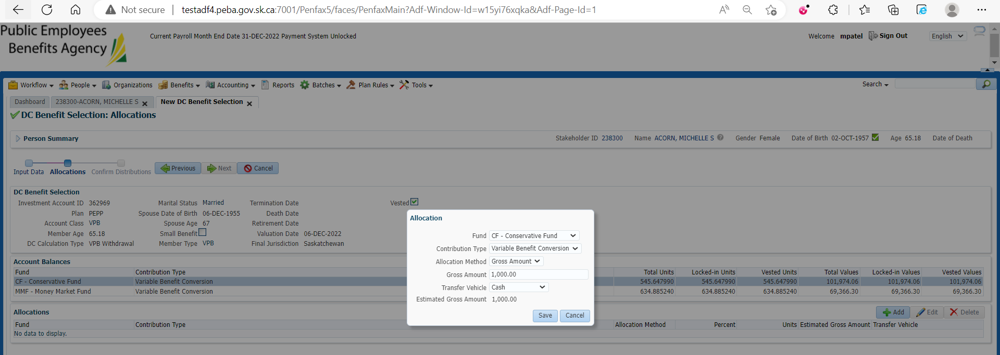 Not secure | testadf4.peba.gov.sk.ca:7001/Penfax5/faces/PenfaxMain?Adf-Window-Id=w15yi76xqka&Adf-Page-Id=1
Public Employees
Benefits Agency
Current Payroll Month End Date 31-DEC-2022 Payment System Unlocked
Welcome mpatel Sign Out English
Workflow People Organizations Benefits Accounting Reports Batches Plan Rules Tools Search
Dashboard 238300-ACORN, MICHELLE S New DC Benefit Selection
DC Benefit Selection: Allocations
Person Summary Stakeholder ID 238300 Name ACORN, MICHELLE S Gender Female Date of Birth 02-OCT-1957 Age 65.18 Date of Death
Input Data Allocations Confirm Distributions Previous Next Cancel
DC Benefit Selection
Investment Account ID 362969 Marital Status Married Termination Date Vested
Plan PEPP Spouse Date of Birth 06-DEC-1955 Death Date
Account Class VPB Spouse Age 67 Retirement Date
Member Age 65.18 Small Benefit Valuation Date 06-DEC-2022
DC Calculation Type VPB Withdrawal Member Type VPB Final Jurisdiction Saskatchewan
Allocation
Fund CF - Conservative Fund
Contribution Type Variable Benefit Conversion
Allocation Method Gross Amount
Gross Amount 1,000.00
Transfer Vehicle Cash
Estimated Gross Amount 1,000.00
Save Cancel
Account Balances
Fund Contribution Type Total Units Locked-in Units Vested Units Total Values Locked-in Values Vested Values
CF - Conservative Fund Variable Benefit Conversion 545.647990 545.647990 545.647990 101,974.06 101,974.06 101,974.06
MMF - Money Market Fund Variable Benefit Conversion 634.885240 634.885240 634.885240 69,366.30 69,366.30 69,366.30
Allocations Add Edit Delete
Fund Contribution Type Allocation Method Percent Units Estimated Gross Amount Transfer Vehicle
No data to display.